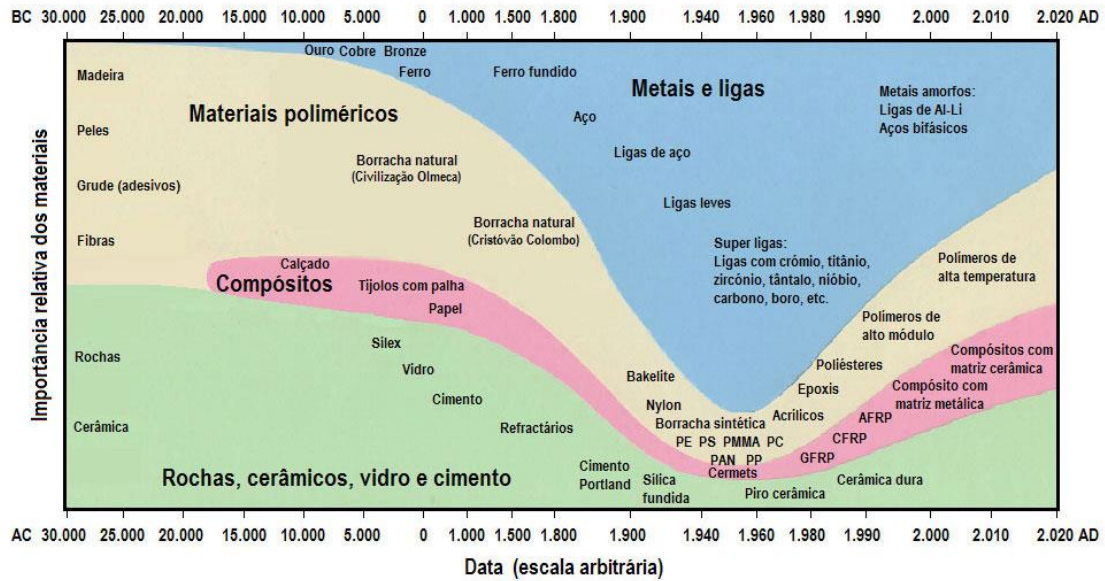 BC 30.000 25.000 20.000 15.000 10.000 5.000 0 1.000 1.500 1.800 1.900 1.940 1.960 1.980 1.990 2.000 2.010 2.020 AD
Importância relativa dos materiais
Ouro Cobre Bronze
Ferro
Ferro fundido
Metais e ligas
Metais amorfos:
Ligas de Al-Li
Aços bifásicos
Aço
Ligas de aço
Ligas leves
Super ligas:
Ligas com crómio, titânio,
zircónio, tântalo, nióbio,
carbono, boro, etc.
Madeira
Peles
Grude (adesivos)
Fibras
Materiais poliméricos
Borracha natural
(Civilização Olmeca)
Borracha natural
(Cristóvão Colombo)
Bakelite
Nylon
Borracha sintética
PE PS PMMA PC
PAN PP
Acrilicos
Epoxis
Poliésteres
Polímeros de
alto módulo
Polímeros de
alta temperatura
Calçado
Compósitos
Tijolos com palha
Papel
Cermets
GFRP
CFRP
AFRP
Compósito com
matriz metálica
Compósitos com
matriz cerâmica
Rochas
Cerâmica
Silex
Vidro
Cimento
Refractários
Cimento
Portland
Silica
fundida
Piro cerâmica
Cerâmica dura
Rochas, cerâmicos, vidro e cimento
AC 30.000 25.000 20.000 15.000 10.000 5.000 0 1.000 1.500 1.800 1.900 1.940 1.960 1.980 1.990 2.000 2.010 2.020 AD
Data (escala arbitrária)